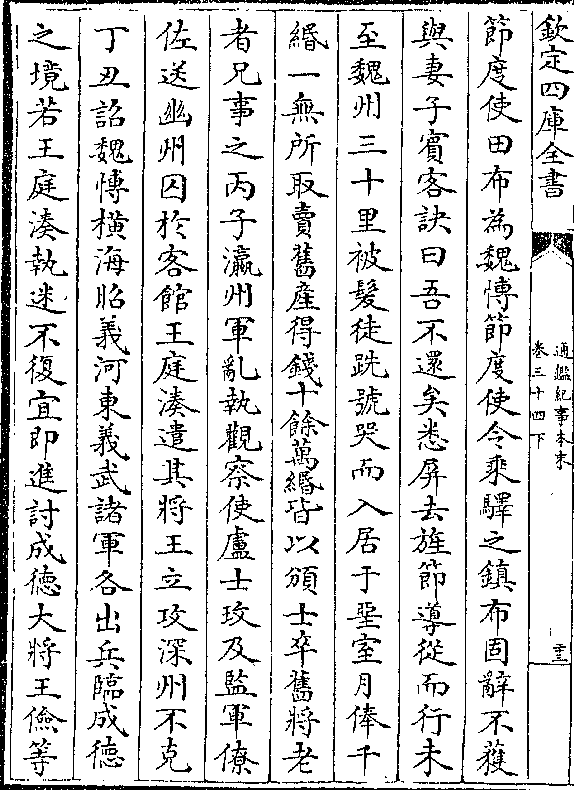 欽定四庫全書
通鑑紀事本末
卷三十四下
二十三
節度使田布為魏博節度使令乘驛之鎮布固辭不獲
與妻子賓客訣曰吾不還矣悉屏去旌節導從而行未
至魏州三十里被髮徒跣號哭而入居于堊室月俸千
緡一無所取賣舊產得錢十餘萬緡皆以頒士卒舊將老
者兄事之丙子瀛州軍亂執觀察使盧士玫及監軍僚
佐送幽州囚於客館王庭湊遣其將王立攻深州不克
丁丑詔魏博橫海昭義河東義武諸軍各出兵臨成德
之境若王庭湊執迷不復宜即進討成德大將王儉等